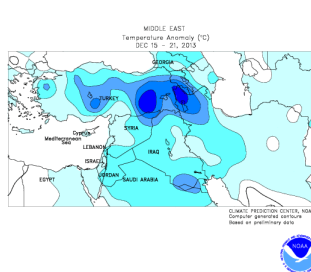 MIDDLE EAST
Temperature Anomaly (°C)
DEC 15 - 21, 2013
GEORGIA
TURKEY
Cyprus
SYRIA
Mediterranean
Sea
LEBANON
IRAQ
ISRAEL
JORDAN
EGYPT
SAUDI ARABIA
CLIMATE PREDICTION CENTER, NOA
Computer generated contours
Based on preliminary data
NOAA